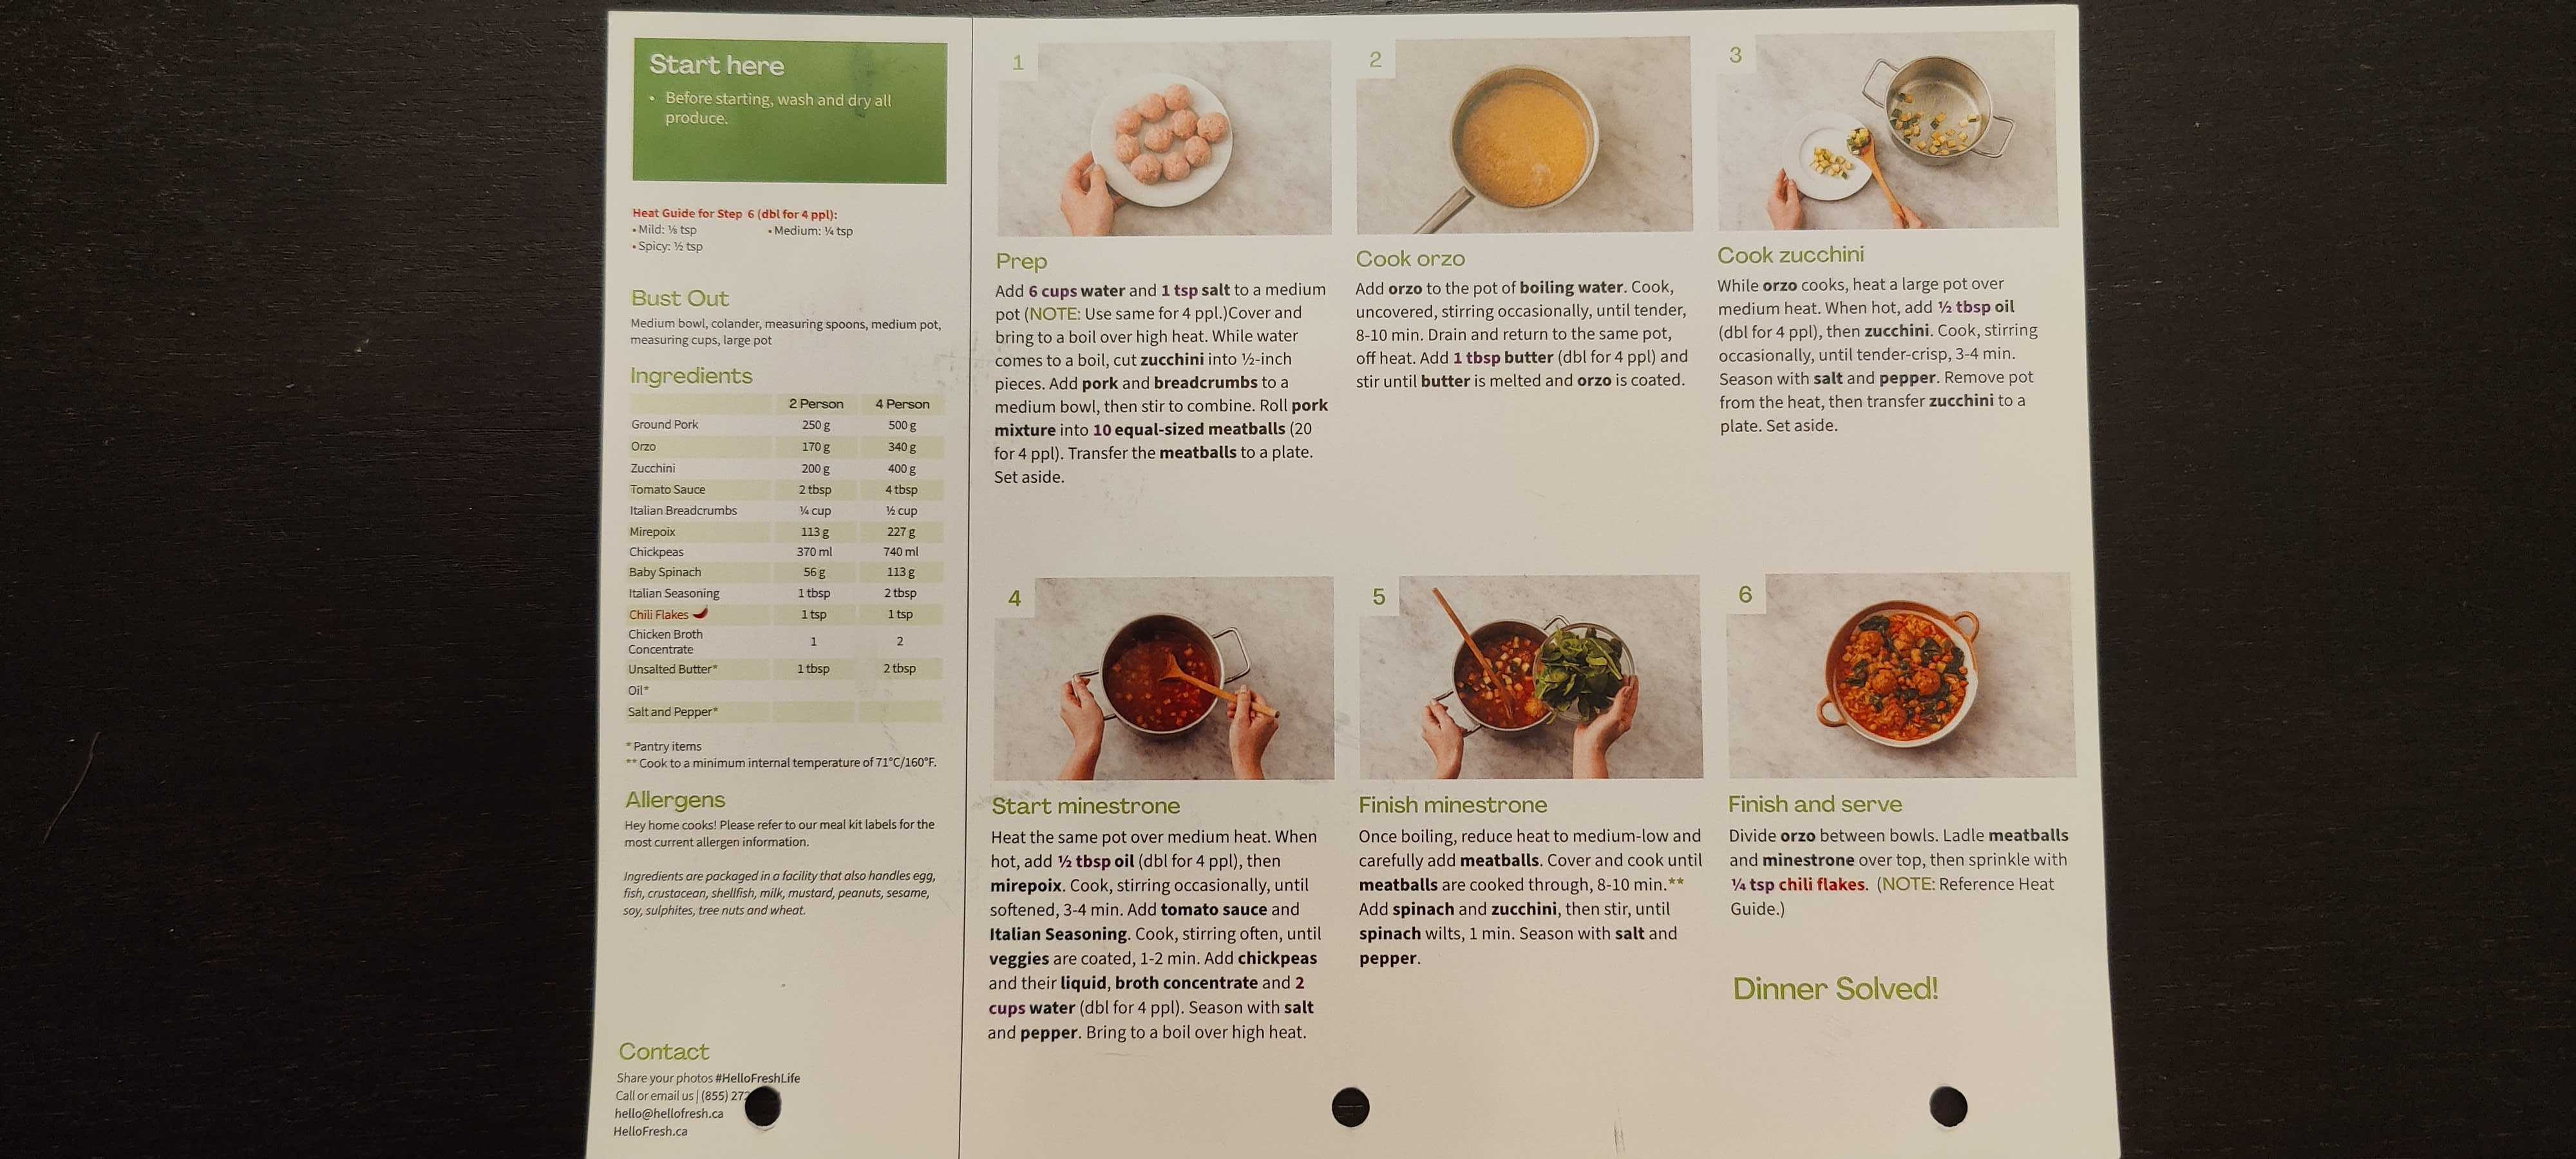 Start here
• Before starting, wash and dry all
produce.
Heat Guide for Step 6 (dbl for 4 ppl):
• Mild: ⅛ tsp • Medium: ¼ tsp
• Spicy: ½ tsp
Bust Out
Medium bowl, colander, measuring spoons, medium pot,
measuring cups, large pot
Ingredients
2 Person 4 Person
Ground Pork 250 g 500 g
Orzo 170 g 340 g
Zucchini 200 g 400 g
Tomato Sauce 2 tbsp 4 tbsp
Italian Breadcrumbs ¼ cup ½ cup
Mirepoix 113 g 227 g
Chickpeas 370 ml 740 ml
Baby Spinach 56 g 113 g
Italian Seasoning 1 tbsp 2 tbsp
Chili Flakes 1 tsp 1 tsp
Chicken Broth
Concentrate 1 2
Unsalted Butter* 1 tbsp 2 tbsp
Oil*
Salt and Pepper*
* Pantry items
** Cook to a minimum internal temperature of 71°C/160°F.
Allergens
Hey home cooks! Please refer to our meal kit labels for the
most current allergen information.
Ingredients are packaged in a facility that also handles egg,
fish, crustacean, shellfish, milk, mustard, peanuts, sesame,
soy, sulphites, tree nuts and wheat.
Contact
Share your photos #HelloFreshLife
Call or email us | (855) 27
hello@hellofresh.ca
HelloFresh.ca
1
Prep
Add 6 cups water and 1 tsp salt to a medium
pot (NOTE: Use same for 4 ppl.)Cover and
bring to a boil over high heat. While water
comes to a boil, cut zucchini into ½-inch
pieces. Add pork and breadcrumbs to a
medium bowl, then stir to combine. Roll pork
mixture into 10 equal-sized meatballs (20
for 4 ppl). Transfer the meatballs to a plate.
Set aside.
2
Cook orzo
Add orzo to the pot of boiling water. Cook,
uncovered, stirring occasionally, until tender,
8-10 min. Drain and return to the same pot,
off heat. Add 1 tbsp butter (dbl for 4 ppl) and
stir until butter is melted and orzo is coated.
3
Cook zucchini
While orzo cooks, heat a large pot over
medium heat. When hot, add ½ tbsp oil
(dbl for 4 ppl), then zucchini. Cook, stirring
occasionally, until tender-crisp, 3-4 min.
Season with salt and pepper. Remove pot
from the heat, then transfer zucchini to a
plate. Set aside.
4
Start minestrone
Heat the same pot over medium heat. When
hot, add ½ tbsp oil (dbl for 4 ppl), then
mirepoix. Cook, stirring occasionally, until
softened, 3-4 min. Add tomato sauce and
Italian Seasoning. Cook, stirring often, until
veggies are coated, 1-2 min. Add chickpeas
and their liquid, broth concentrate and 2
cups water (dbl for 4 ppl). Season with salt
and pepper. Bring to a boil over high heat.
5
Finish minestrone
Once boiling, reduce heat to medium-low and
carefully add meatballs. Cover and cook until
meatballs are cooked through, 8-10 min.**
Add spinach and zucchini, then stir, until
spinach wilts, 1 min. Season with salt and
pepper.
6
Finish and serve
Divide orzo between bowls. Ladle meatballs
and minestrone over top, then sprinkle with
¼ tsp chili flakes. (NOTE: Reference Heat
Guide.)
Dinner Solved!